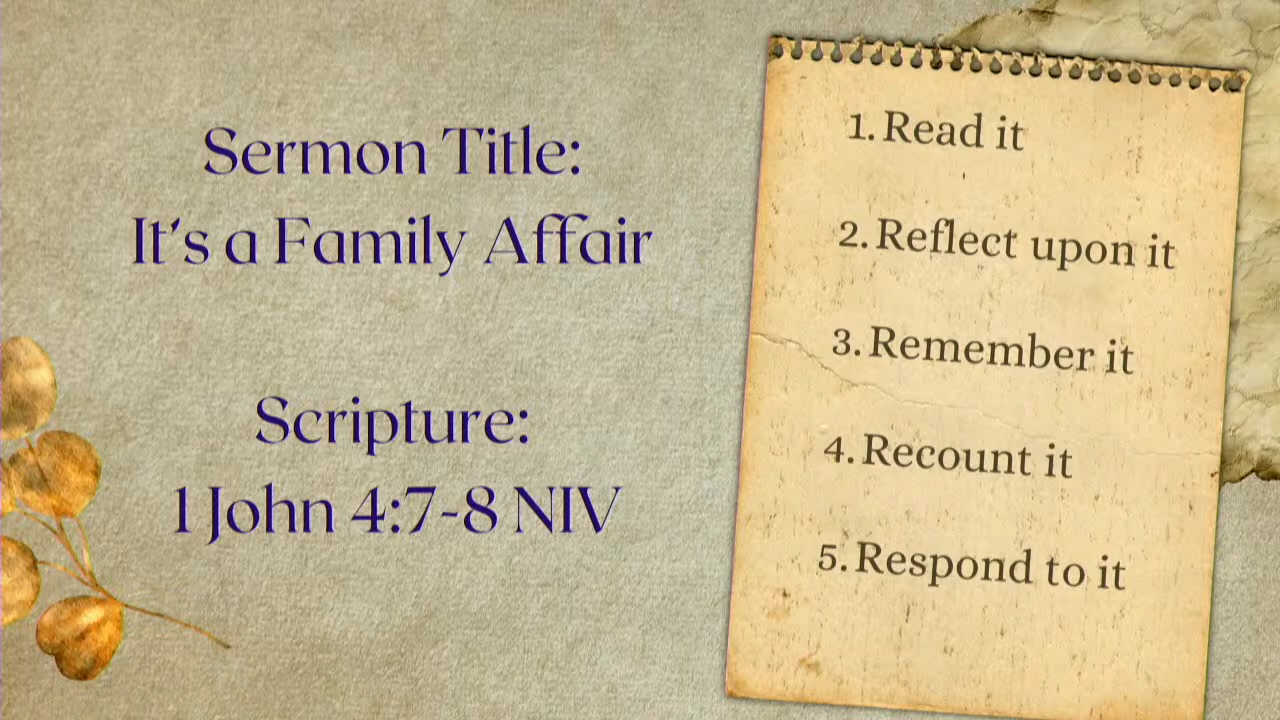 Sermon Title:
It's a Family Affair
Scripture:
1 John 4:7-8 NIV
1. Read it
2. Reflect upon it
3. Remember it
4. Recount it
5. Respond to it